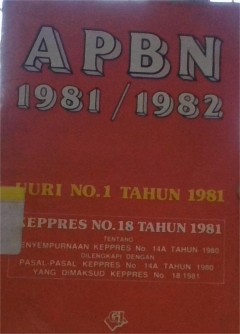 APBN
1981/1982
UURI NO.1 TAHUN 1981
KEPPRES NO.18 TAHUN 1981
TENTANG
PENYEMPURNAAN KEPPRES No. 14A TAHUN 1980
DILENGKAPI DENGAN
PASAL-PASAL KEPPRES No. 14A TAHUN 1980
YANG DIMAKSUD KEPPRES No. 18/1981